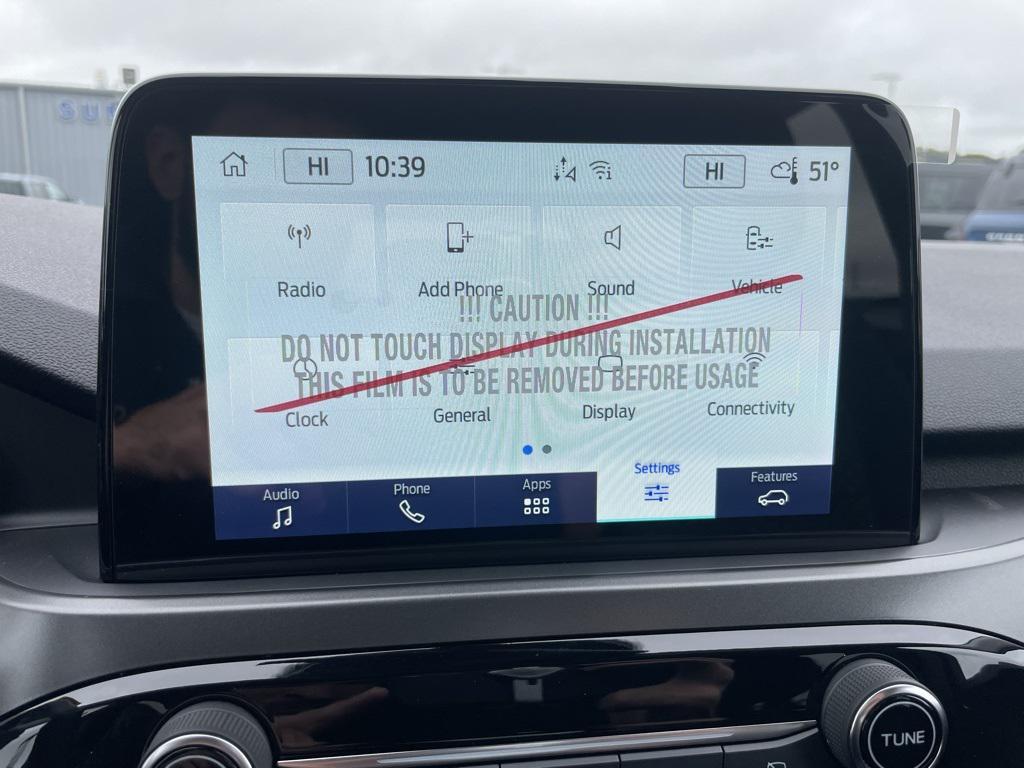 HI 10:39 HI 51°
Radio Add Phone Sound Vehicle
!!! CAUTION !!!
DO NOT TOUCH DISPLAY DURING INSTALLATION
THIS FILM IS TO BE REMOVED BEFORE USAGE
Clock General Display Connectivity
Audio Phone Apps Settings Features
TUNE